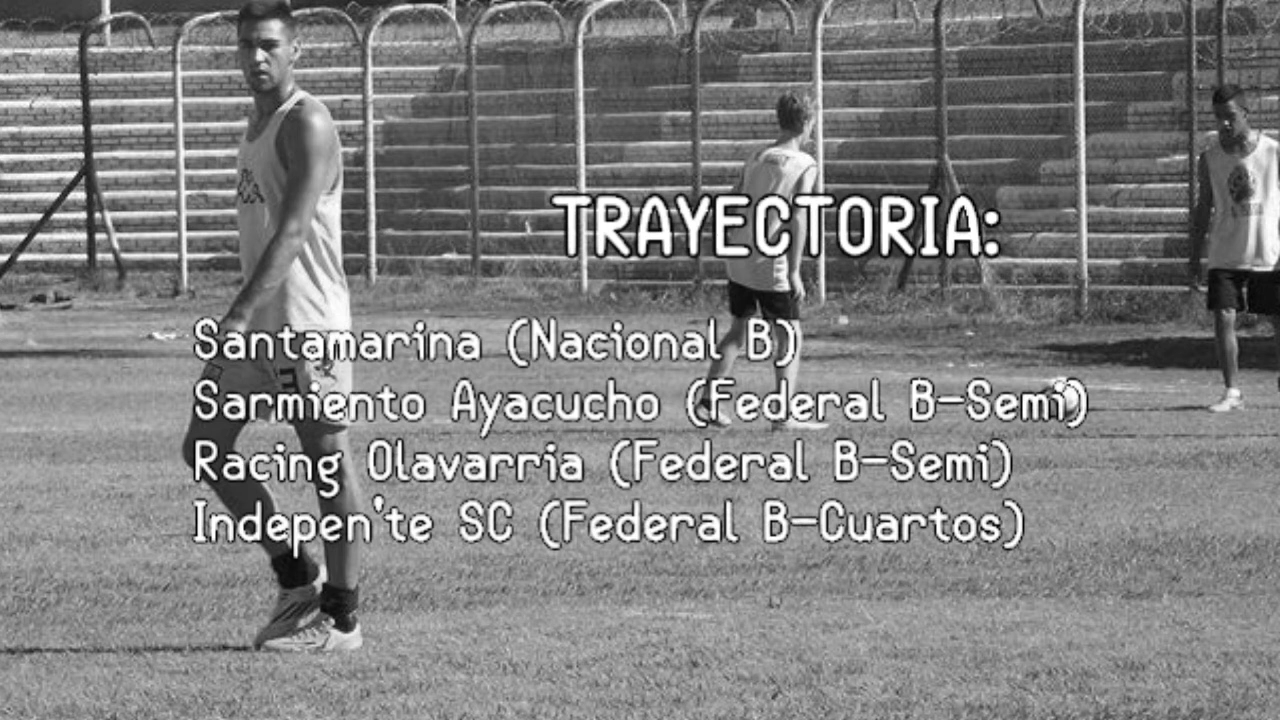 TRAYECTORIA:
Santamarina (Nacional B)
Sarmiento Ayacucho (Federal B-Semi)
Racing Olavarria (Federal B-Semi)
Indepen'te SC (Federal B-Cuartos)